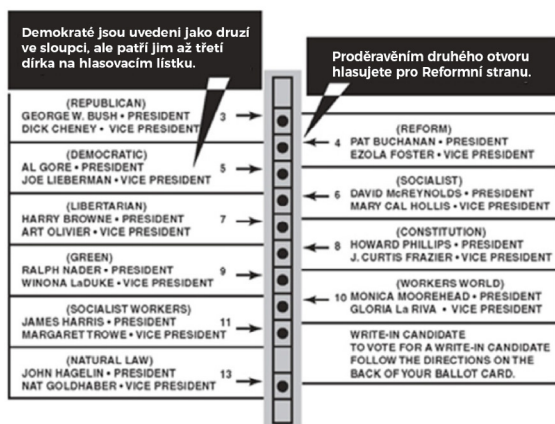 Demokraté jsou uvedeni jako druzí
ve sloupci, ale patří jim až třetí
dírka na hlasovacím lístku.
Proděravěním druhého otvoru
hlasujete pro Reformní stranu.
(REPUBLICAN)
GEORGE W. BUSH • PRESIDENT 3
DICK CHENEY • VICE PRESIDENT
(DEMOCRATIC)
AL GORE • PRESIDENT 5
JOE LIEBERMAN • VICE PRESIDENT
(LIBERTARIAN)
HARRY BROWNE • PRESIDENT 7
ART OLIVIER • VICE PRESIDENT
(GREEN)
RALPH NADER • PRESIDENT 9
WINONA LaDUKE • VICE PRESIDENT
(SOCIALIST WORKERS)
JAMES HARRIS • PRESIDENT 11
MARGARET TROWE • VICE PRESIDENT
(NATURAL LAW)
JOHN HAGELIN • PRESIDENT 13
NAT GOLDHABER • VICE PRESIDENT
(REFORM)
4 PAT BUCHANAN • PRESIDENT
EZOLA FOSTER • VICE PRESIDENT
(SOCIALIST)
6 DAVID McREYNOLDS • PRESIDENT
MARY CAL HOLLIS • VICE PRESIDENT
(CONSTITUTION)
8 HOWARD PHILLIPS • PRESIDENT
J. CURTIS FRAZIER • VICE PRESIDENT
(WORKERS WORLD)
10 MONICA MOOREHEAD • PRESIDENT
GLORIA La RIVA • VICE PRESIDENT
WRITE-IN CANDIDATE
TO VOTE FOR A WRITE-IN CANDIDATE
FOLLOW THE DIRECTIONS ON THE
BACK OF YOUR BALLOT CARD.